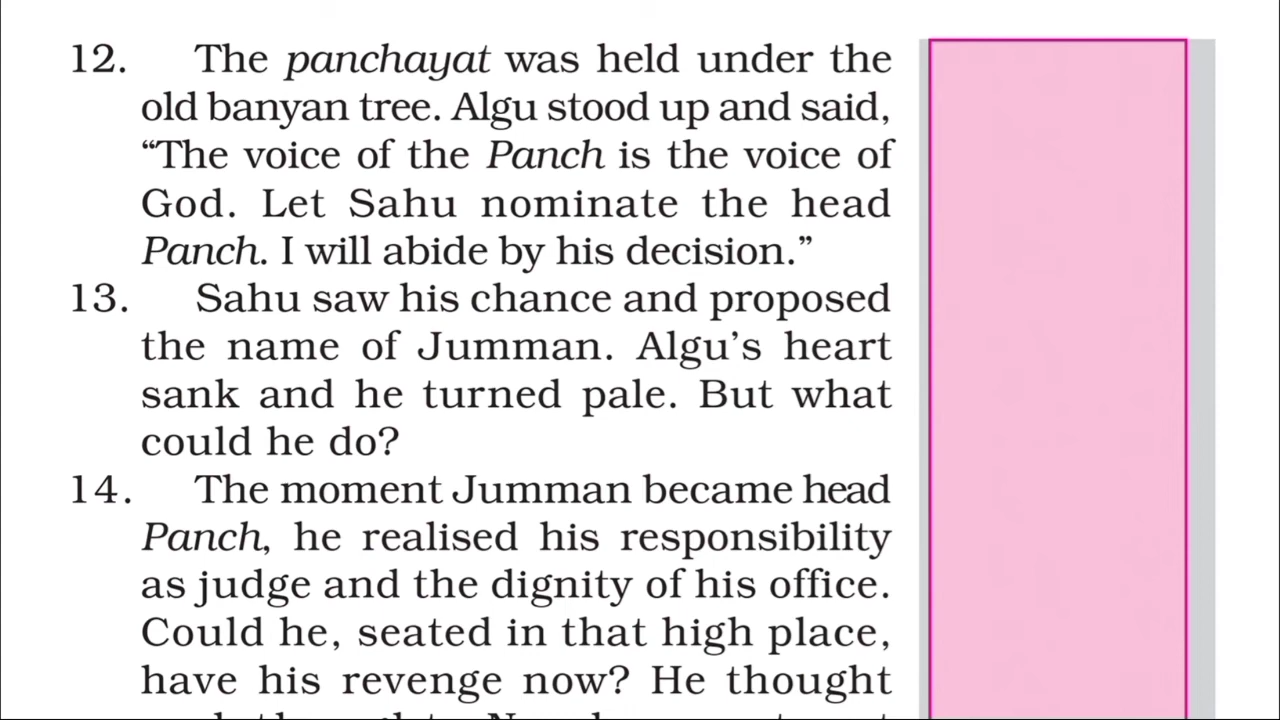 12. The panchayat was held under the
old banyan tree. Algu stood up and said,
“The voice of the Panch is the voice of
God. Let Sahu nominate the head
Panch. I will abide by his decision.”
13. Sahu saw his chance and proposed
the name of Jumman. Algu’s heart
sank and he turned pale. But what
could he do?
14. The moment Jumman became head
Panch, he realised his responsibility
as judge and the dignity of his office.
Could he, seated in that high place,
have his revenge now? He thought